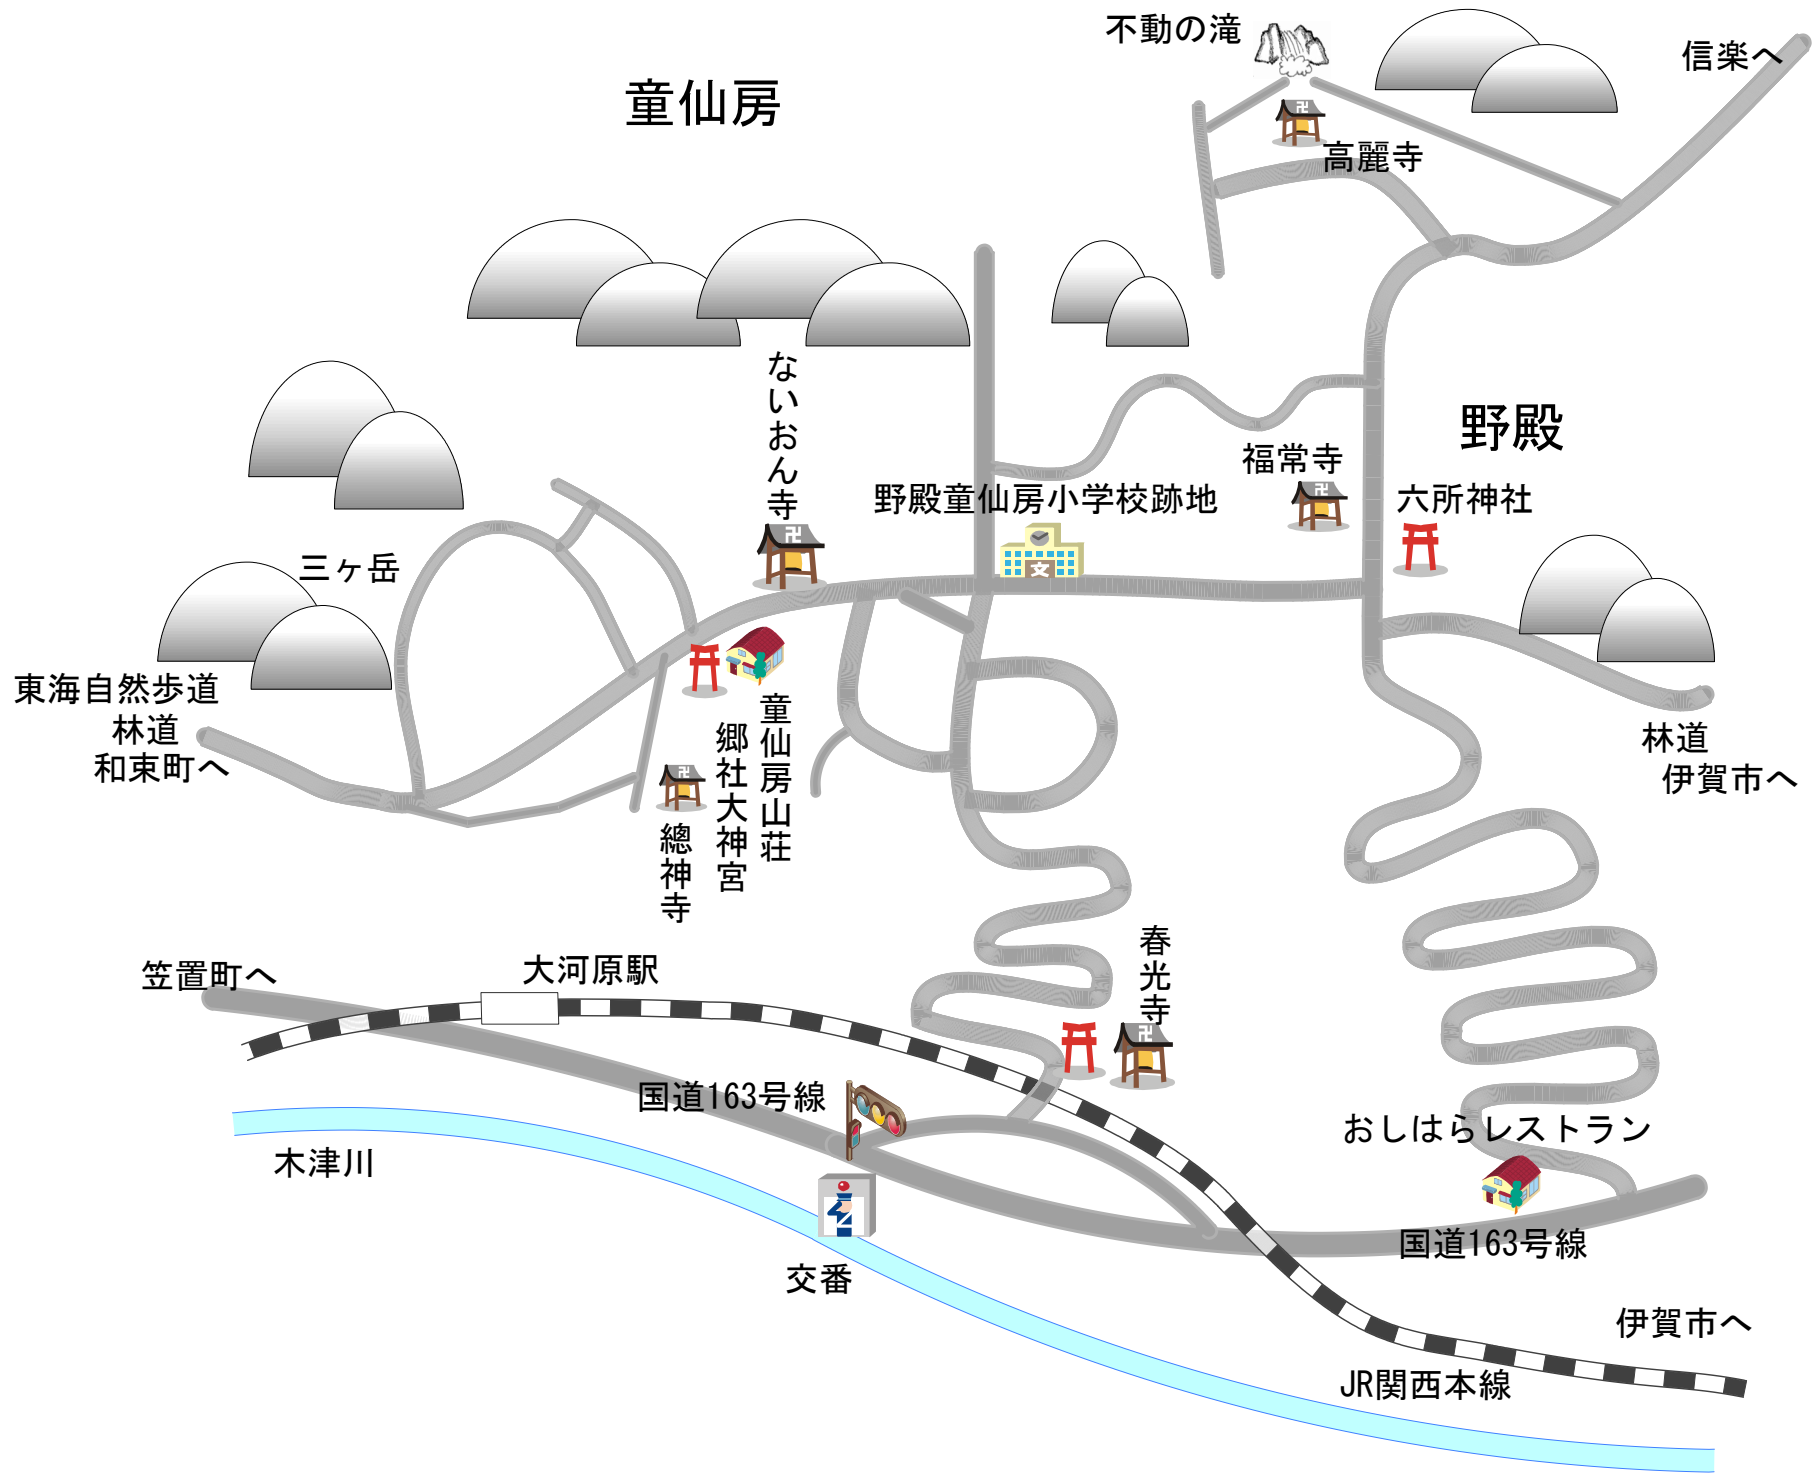 不動の滝
信楽へ
童仙房
高麗寺
ないおん寺
野殿
福常寺
野殿童仙房小学校跡地
六所神社
三ヶ岳
東海自然歩道
林道
和束町へ
童仙房山荘
郷社大神宮
總神寺
林道
伊賀市へ
春光寺
笠置町へ
大河原駅
国道163号線
おしはらレストラン
木津川
国道163号線
交番
伊賀市へ
JR関西本線
文